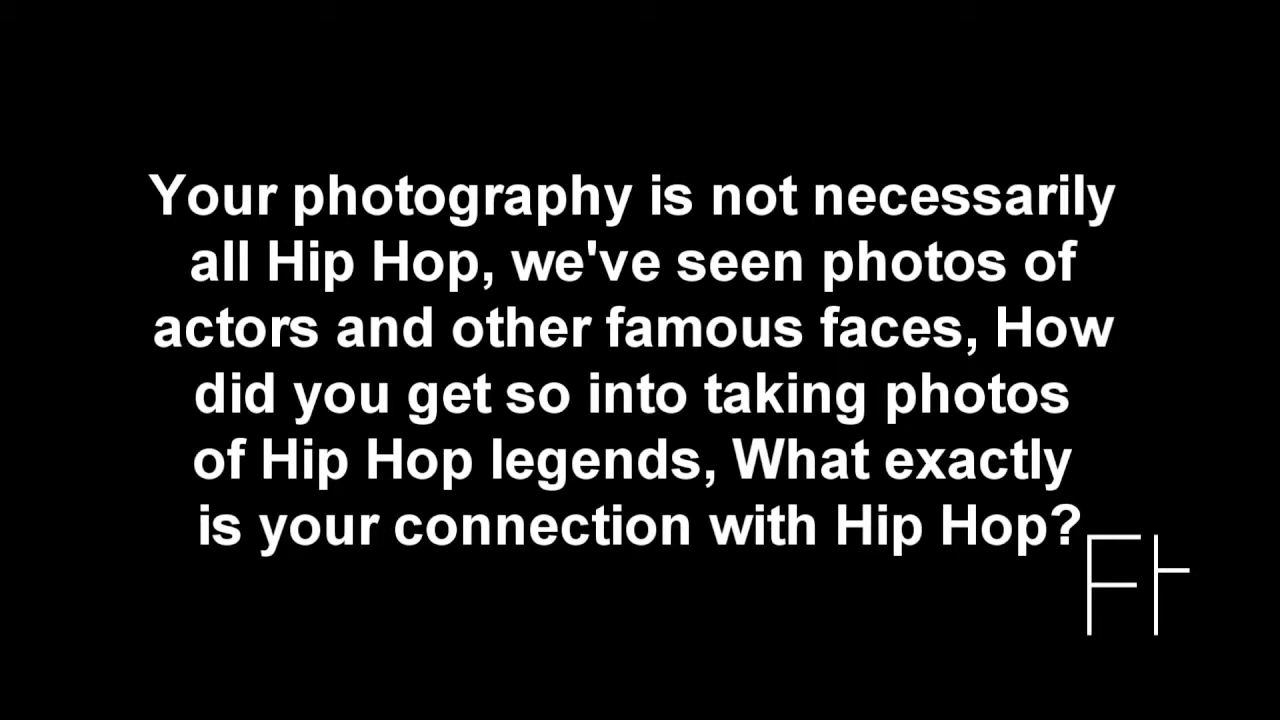 Your photography is not necessarily
all Hip Hop, we've seen photos of
actors and other famous faces, How
did you get so into taking photos
of Hip Hop legends, What exactly
is your connection with Hip Hop?
Ft